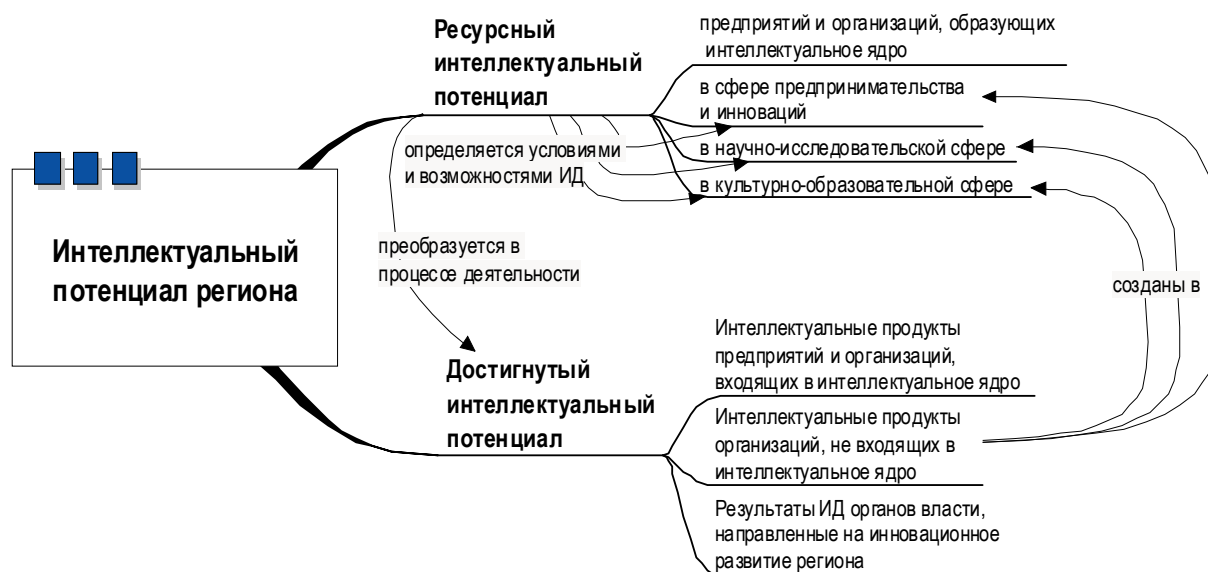 Интеллектуальный
потенциал региона
Ресурсный
интеллектуальный
потенциал
предприятий и организаций, образующих
интеллектуальное ядро
в сфере предпринимательства
и инноваций
в научно-исследовательской сфере
в культурно-образовательной сфере
определяется условиями
и возможностями ИД
преобразуется в
процессе деятельности
созданы в
Достигнутый
интеллектуальный
потенциал
Интеллектуальные продукты
предприятий и организаций,
входящих в интеллектуальное ядро
Интеллектуальные продукты
организаций, не входящих в
интеллектуальное ядро
Результаты ИД органов власти,
направленные на инновационное
развитие региона